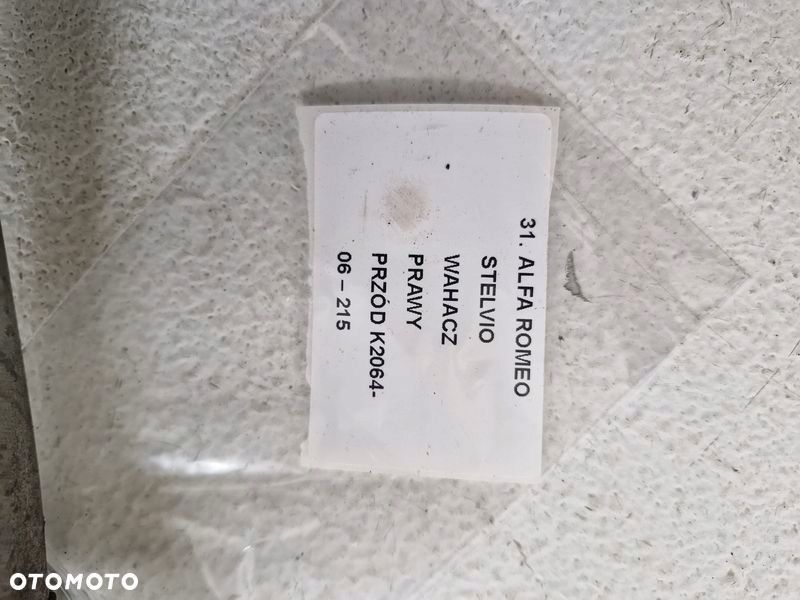 31. ALFA ROMEO
STELVIO
WAHACZ
PRAWY
PRZÓD K2064-
06 – 215
OTOMOTO